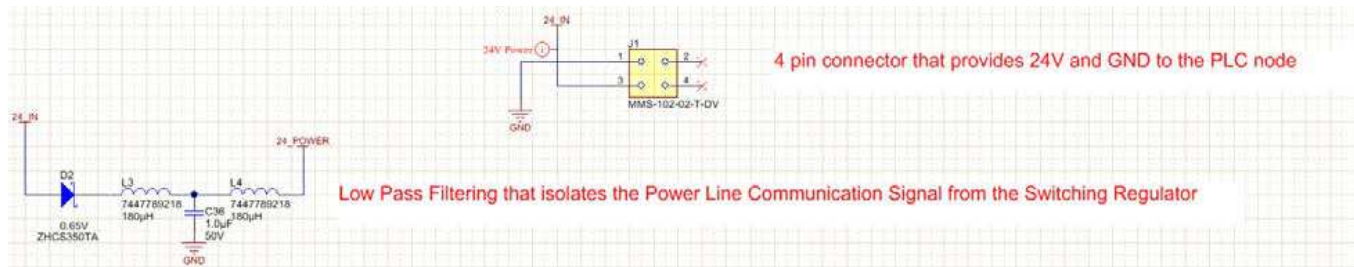 24_IN
24V Power
i
J1
1
2
3
4
MMS-102-02-T-DV
GND
4 pin connector that provides 24V and GND to the PLC node
24_IN
24_POWER
D2
0.65V
ZHCS350TA
L3
7447789218
180µH
L4
7447789218
180µH
C36
1.0µF
50V
GND
Low Pass Filtering that isolates the Power Line Communication Signal from the Switching Regulator